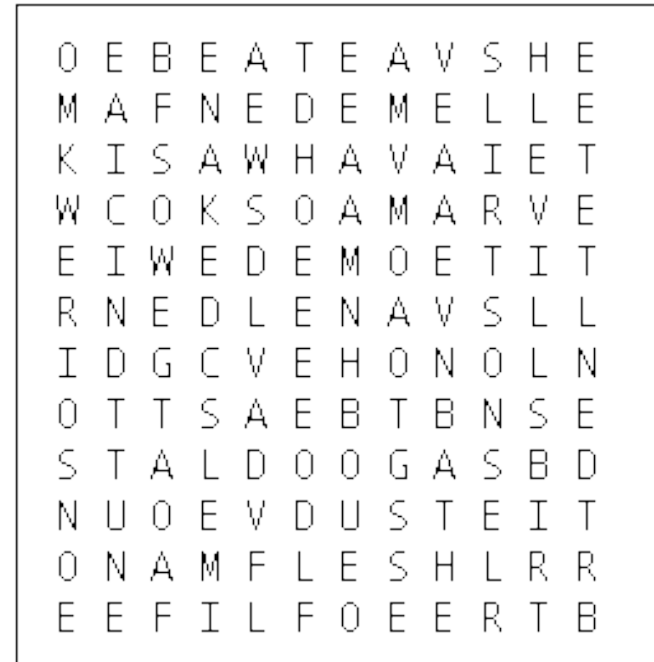 O E B E A T E A V S H E
M A F N E D E M E L L E
K I S A W H A V A I E T
W C O K S O A M A R V E
E I W E D E M O E T I T
R N E D L E N A V S L L
I D G C V E H O N O L N
O T T S A E B T B N S E
S T A L D O O G A S B D
N U O E V D U S T E I T
O N A M F L E S H L R R
E E F I L F O E E R T B